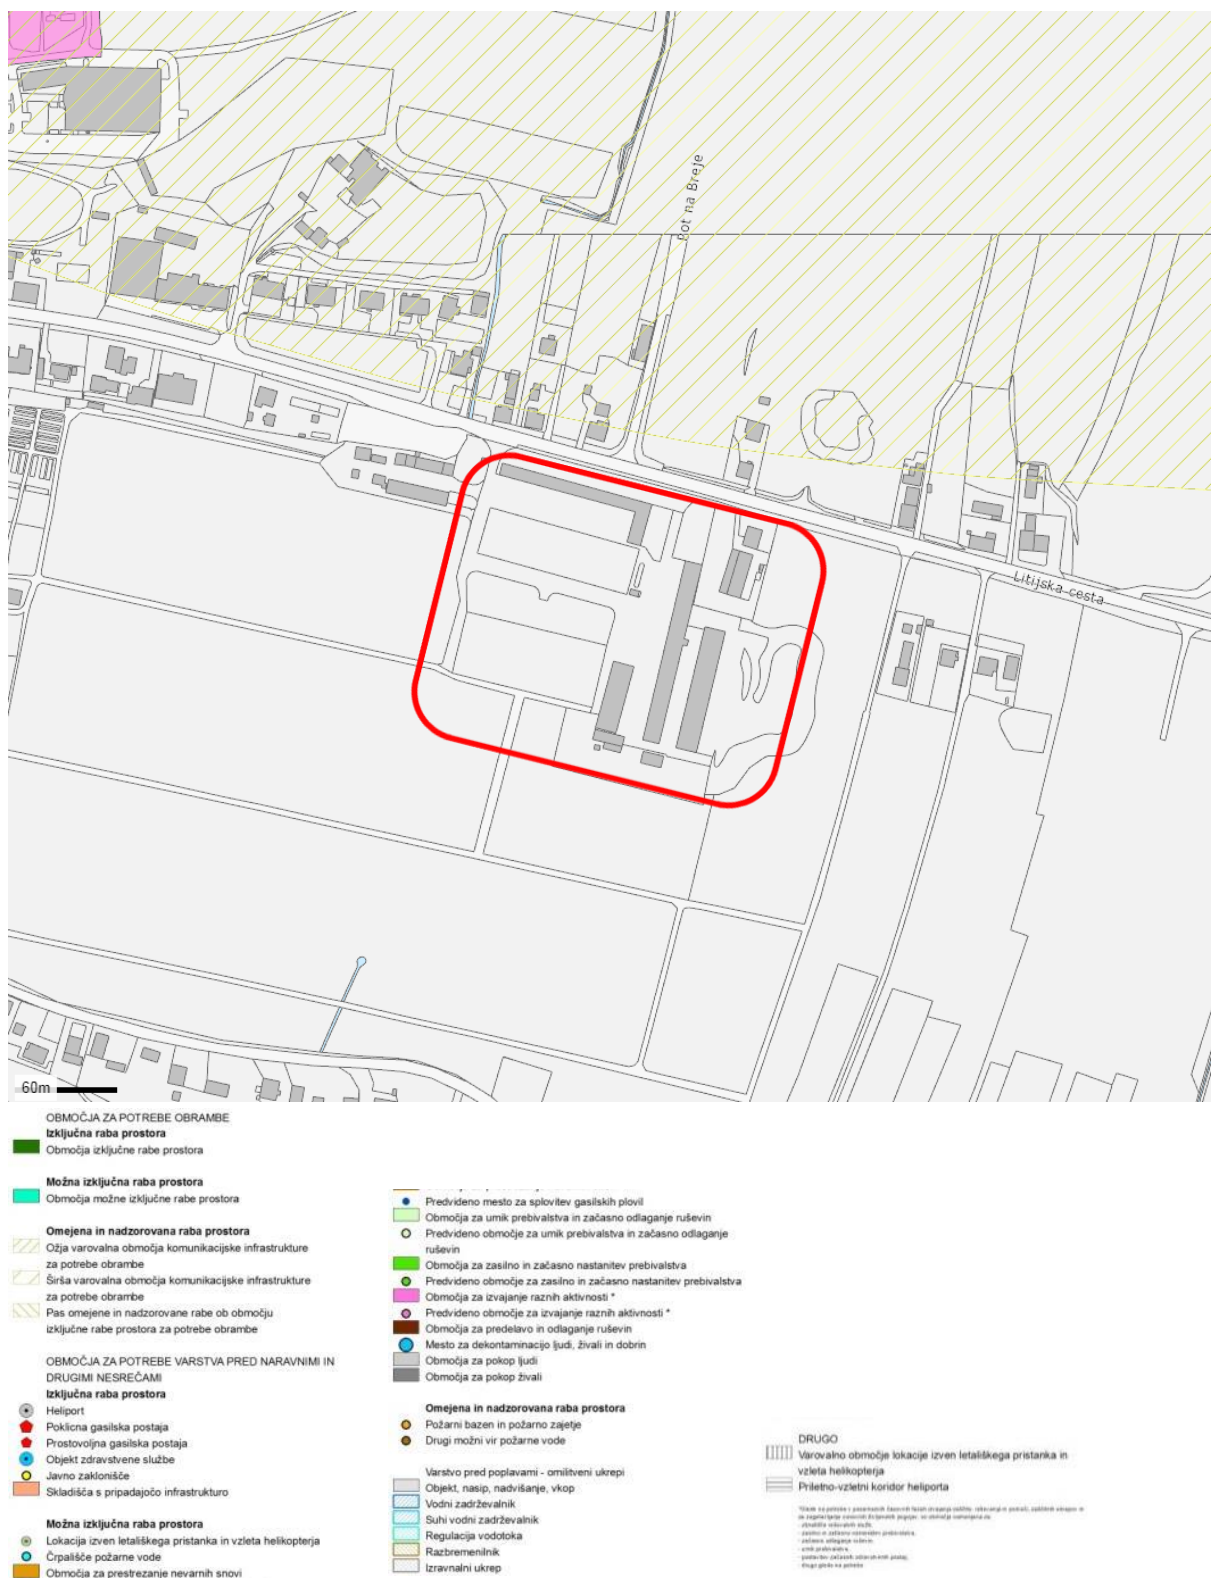 Pot na Breje
Litijska cesta
60m
OBMOČJA ZA POTREBE OBRAMBE
Izključna raba prostora
Območja izključne rabe prostora
Možna izključna raba prostora
Območja možne izključne rabe prostora
Omejena in nadzorovana raba prostora
Ožja varovalna območja komunikacijske infrastrukture
za potrebe obrambe
Širša varovalna območja komunikacijske infrastrukture
za potrebe obrambe
Pas omejene in nadzorovane rabe ob območju
izključne rabe prostora za potrebe obrambe
OBMOČJA ZA POTREBE VARSTVA PRED NARAVNIMI IN
DRUGIMI NESREČAMI
Izključna raba prostora
Heliport
Poklicna gasilska postaja
Prostovoljna gasilska postaja
Objekt zdravstvene službe
Javno zaklonišče
Skladišča s pripadajočo infrastrukturo
Možna izključna raba prostora
Lokacija izven letališkega pristanka in vzleta helikopterja
Črpališče požarne vode
Območja za prestrezanje nevarnih snovi
Predvideno mesto za splovitev gasilskih plovil
Območja za umik prebivalstva in začasno odlaganje ruševin
Predvideno območje za umik prebivalstva in začasno odlaganje
ruševin
Območja za zasilno in začasno nastanitev prebivalstva
Predvideno območje za zasilno in začasno nastanitev prebivalstva
Območja za izvajanje raznih aktivnosti *
Predvideno območje za izvajanje raznih aktivnosti *
Območja za predelavo in odlaganje ruševin
Mesto za dekontaminacijo ljudi, živali in dobrin
Območja za pokop ljudi
Območja za pokop živali
Omejena in nadzorovana raba prostora
Požarni bazen in požarno zajetje
Drugi možni vir požarne vode
Varstvo pred poplavami - omilitveni ukrepi
Objekt, nasip, nadvišanje, vkop
Vodni zadrževalnik
Suhi vodni zadrževalnik
Regulacija vodotoka
Razbremenilnik
Izravnalni ukrep
DRUGO
Varovalno območje lokacije izven letališkega pristanka in
vzleta helikopterja
Priletno-vzletni koridor heliporta